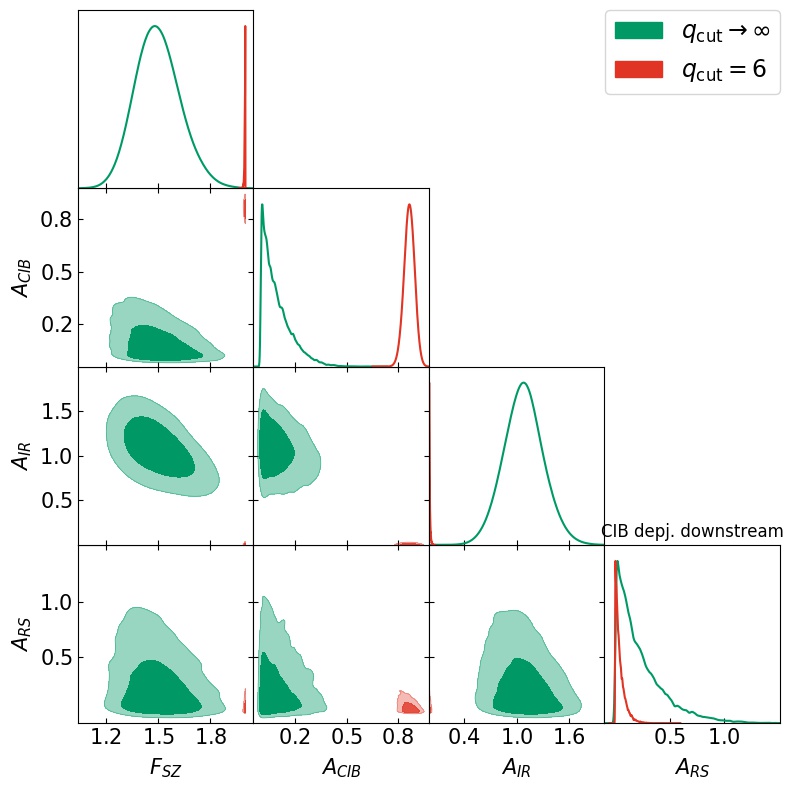 q_cut → ∞
q_cut = 6
0.8
0.5
0.2
A_CIB
1.5
1.0
0.5
A_IR
CIB depj. downstream
1.0
0.5
A_RS
1.2 1.5 1.8 0.2 0.5 0.8 0.4 1.0 1.6 0.5 1.0
F_SZ A_CIB A_IR A_RS